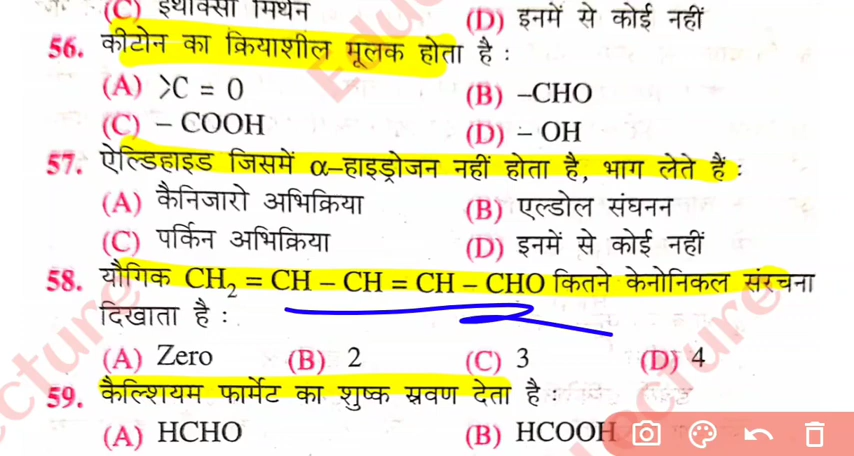 (C) इथॉक्सी मिथेन (D) इनमें से कोई नहीं
56. कीटोन का क्रियाशील मूलक होता है :
(A) >C = O (B) –CHO
(C) – COOH (D) – OH
57. ऐल्डिहाइड जिसमें α–हाइड्रोजन नहीं होता है, भाग लेते हैं :
(A) कैनिजारो अभिक्रिया (B) एल्डोल संघनन
(C) पर्किन अभिक्रिया (D) इनमें से कोई नहीं
58. यौगिक CH₂ = CH – CH = CH – CHO कितने केनोनिकल संरचना
दिखाता है :
(A) Zero (B) 2 (C) 3 (D) 4
59. कैल्शियम फार्मेट का शुष्क स्रवण देता है :
(A) HCHO (B) HCOOH